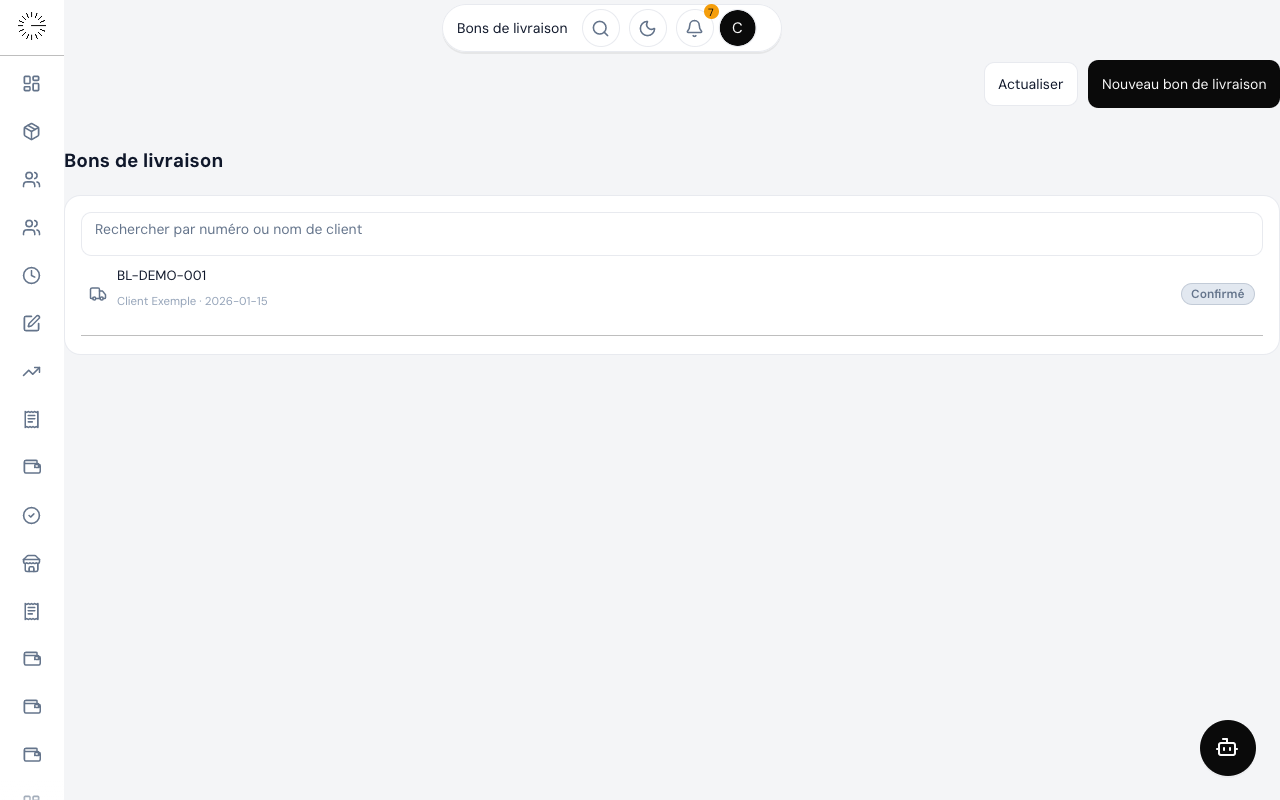 Bons de livraison
7
C
Actualiser
Nouveau bon de livraison
Bons de livraison
Rechercher par numéro ou nom de client
BL-DEMO-001
Client Exemple · 2026-01-15
Confirmé